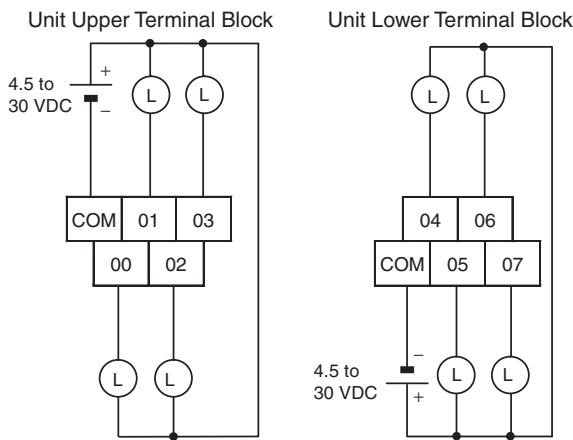 Unit Upper Terminal Block
4.5 to
30 VDC
+
−
L
L
COM 01 03
00 02
L
L
Unit Lower Terminal Block
L
L
04 06
COM 05 07
4.5 to
30 VDC
−
+
L
L